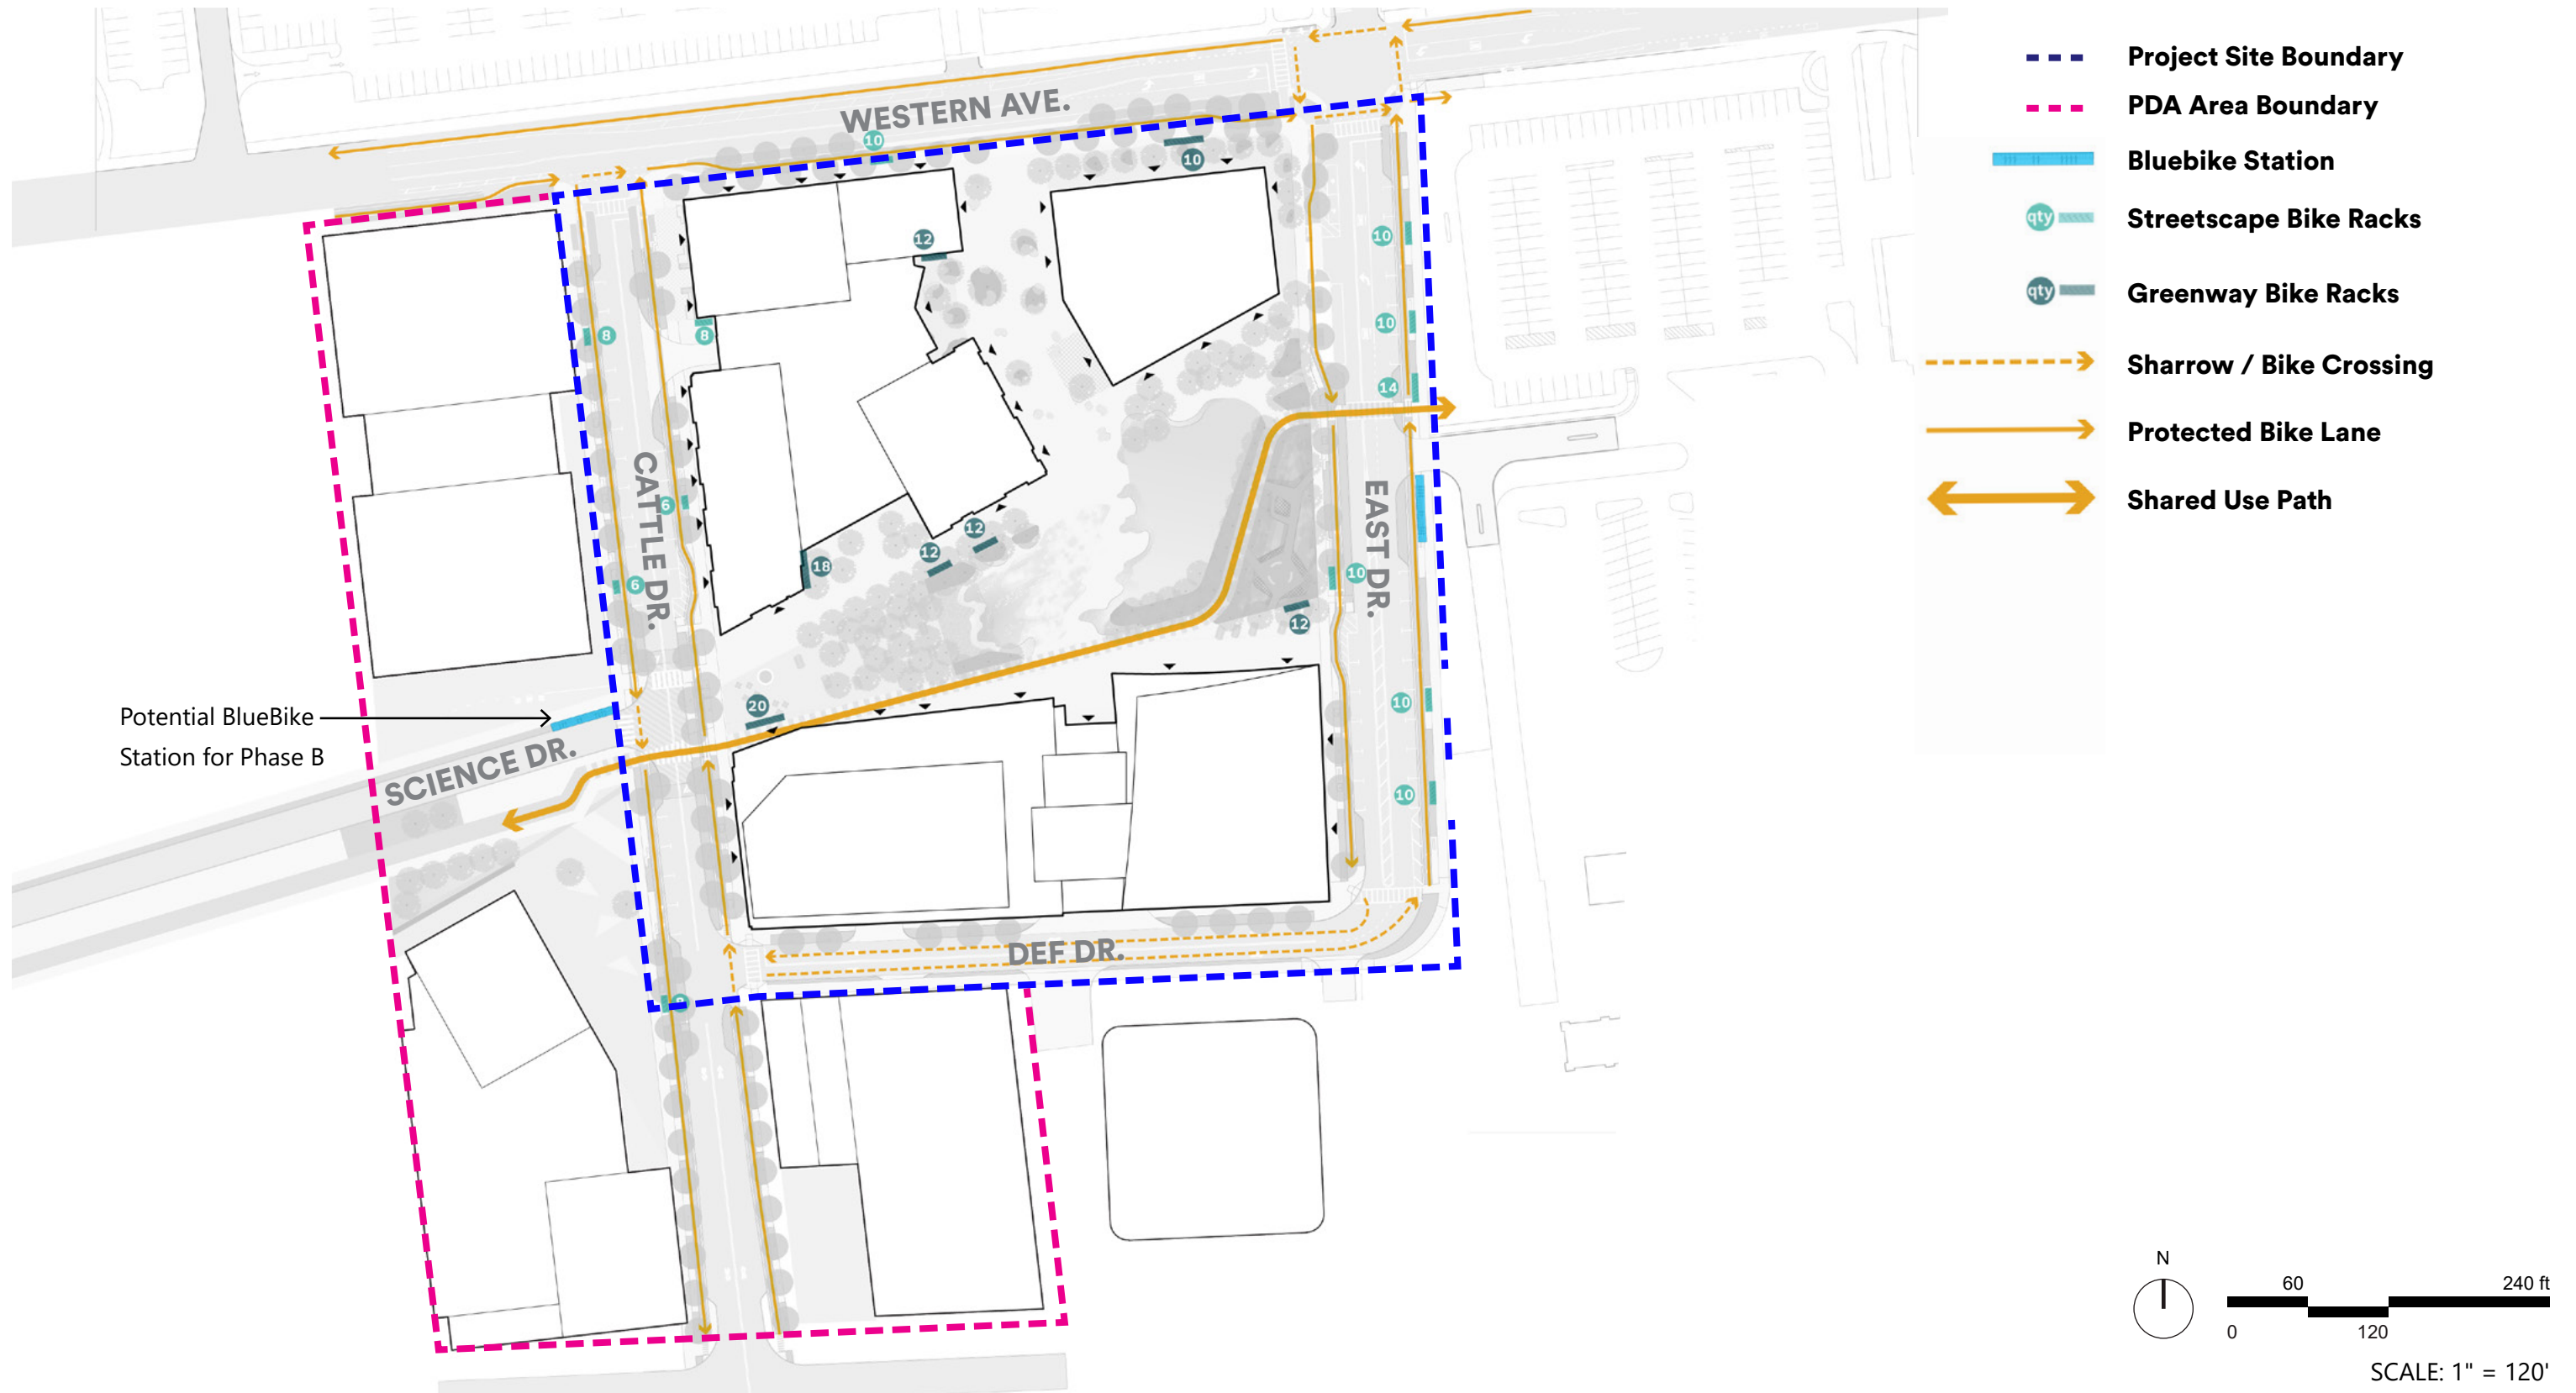 WESTERN AVE.
10
10
12
10
8
8
10
14
CATTLE DR.
6
EAST DR.
12
12
18
10
6
12
20
10
Potential BlueBike
Station for Phase B
SCIENCE DR.
10
DEF DR.
Project Site Boundary
PDA Area Boundary
Bluebike Station
qty
Streetscape Bike Racks
qty
Greenway Bike Racks
Sharrow / Bike Crossing
Protected Bike Lane
Shared Use Path
N
60
240 ft
0
120
SCALE: 1" = 120'